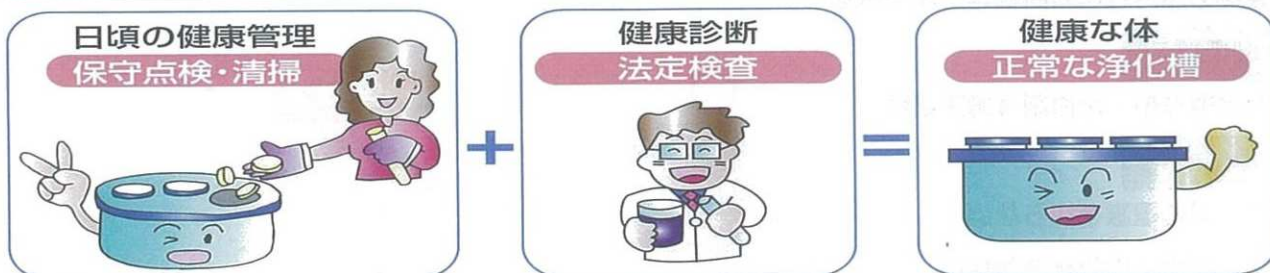 日頃の健康管理
保守点検・清掃
+
健康診断
法定検査
=
健康な体
正常な浄化槽